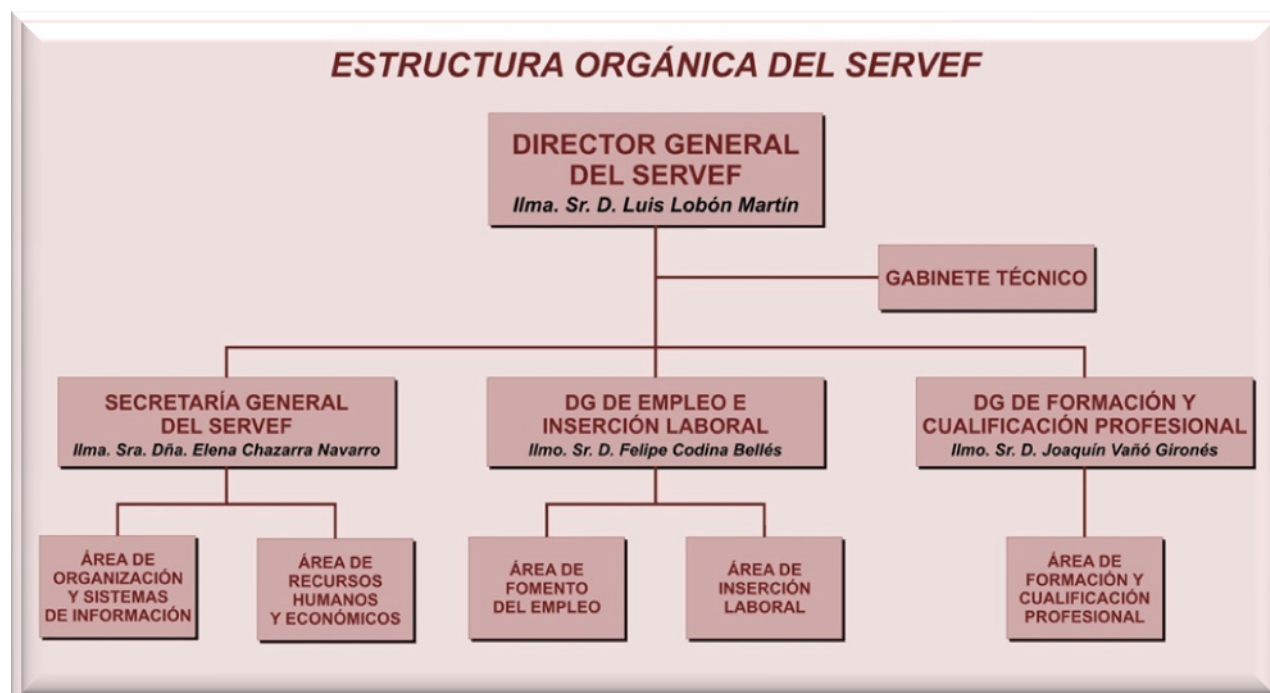 ESTRUCTURA ORGÁNICA DEL SERVEF
DIRECTOR GENERAL
DEL SERVEF
Ilma. Sr. D. Luis Lobón Martín
GABINETE TÉCNICO
SECRETARÍA GENERAL
DEL SERVEF
Ilma. Sra. Dña. Elena Chazarra Navarro
DG DE EMPLEO E
INSERCIÓN LABORAL
Ilmo. Sr. D. Felipe Codina Bellés
DG DE FORMACIÓN Y
CUALIFICACIÓN PROFESIONAL
Ilmo. Sr. D. Joaquín Vañó Gironés
ÁREA DE
ORGANIZACIÓN
Y SISTEMAS
DE INFORMACIÓN
ÁREA DE
RECURSOS
HUMANOS
Y ECONÓMICOS
ÁREA DE
FOMENTO
DEL EMPLEO
ÁREA DE
INSERCIÓN
LABORAL
ÁREA DE
FORMACIÓN Y
CUALIFICACIÓN
PROFESIONAL